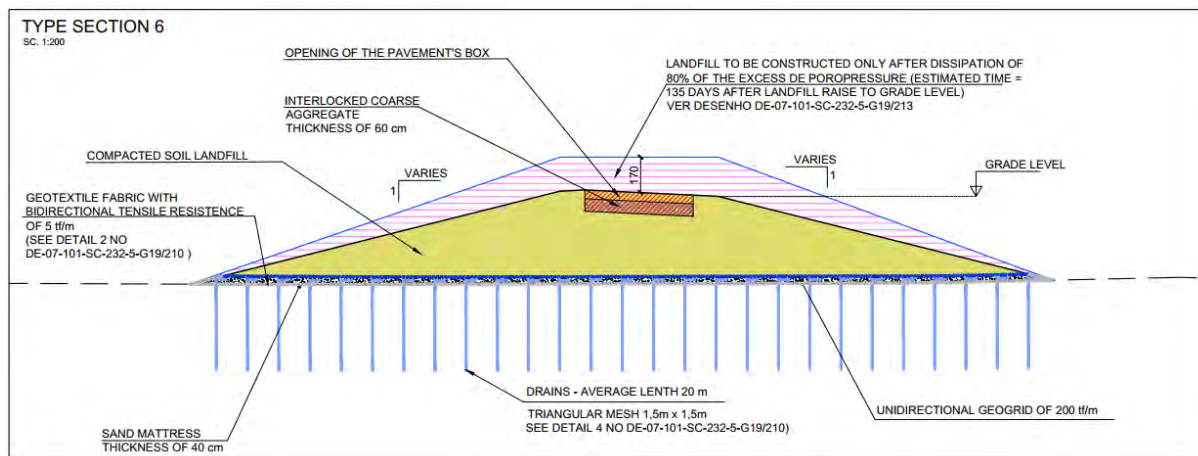 TYPE SECTION 6
SC. 1:200
OPENING OF THE PAVEMENT'S BOX
LANDFILL TO BE CONSTRUCTED ONLY AFTER DISSIPATION OF
80% OF THE EXCESS DE POROPRESSURE (ESTIMATED TIME =
135 DAYS AFTER LANDFILL RAISE TO GRADE LEVEL)
VER DESENHO DE-07-101-SC-232-5-G19/213
INTERLOCKED COARSE
AGGREGATE
THICKNESS OF 60 cm
COMPACTED SOIL LANDFILL
VARIES
1
170
VARIES
1
GRADE LEVEL
GEOTEXTILE FABRIC WITH
BIDIRECTIONAL TENSILE RESISTENCE
OF 5 tf/m
(SEE DETAIL 2 NO
DE-07-101-SC-232-5-G19/210 )
DRAINS - AVERAGE LENTH 20 m
TRIANGULAR MESH 1,5m x 1,5m
SEE DETAIL 4 NO DE-07-101-SC-232-5-G19/210)
UNIDIRECTIONAL GEOGRID OF 200 tf/m
SAND MATTRESS
THICKNESS OF 40 cm